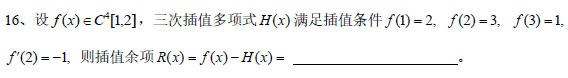 16、设 f(x)∈C⁴[1,2]，三次插值多项式 H(x) 满足插值条件 f(1) = 2, f(2) = 3, f(3) = 1,
f′(2) = −1, 则插值余项 R(x) = f(x) − H(x) = ____________________。